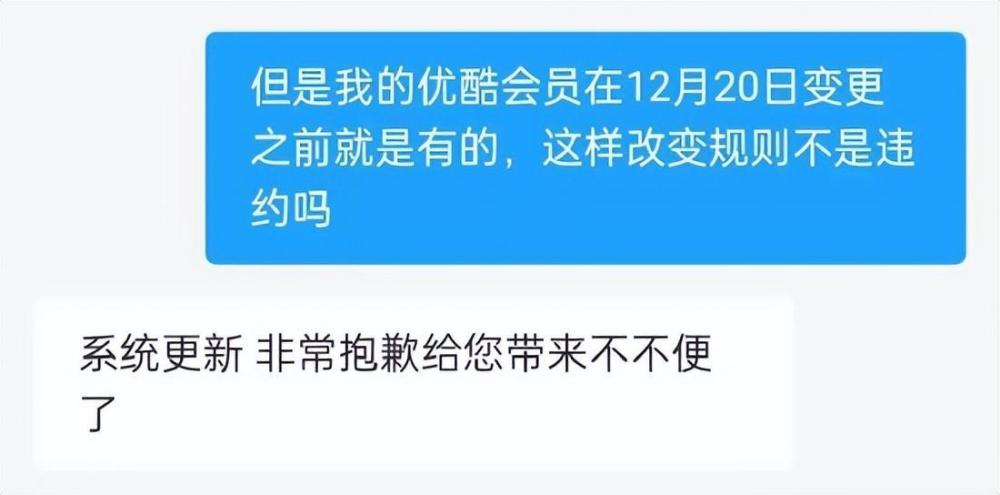 但是我的优酷会员在12月20日变更
之前就是有的，这样改变规则不是违
约吗
系统更新 非常抱歉给您带来不不便
了